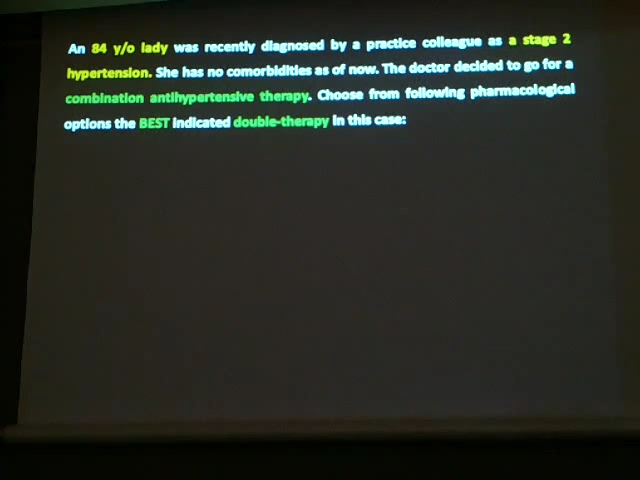 An 84 y/o lady was recently diagnosed by a practice colleague as a stage 2
hypertension. She has no comorbidities as of now. The doctor decided to go for a
combination antihypertensive therapy. Choose from following pharmacological
options the BEST indicated double-therapy in this case: